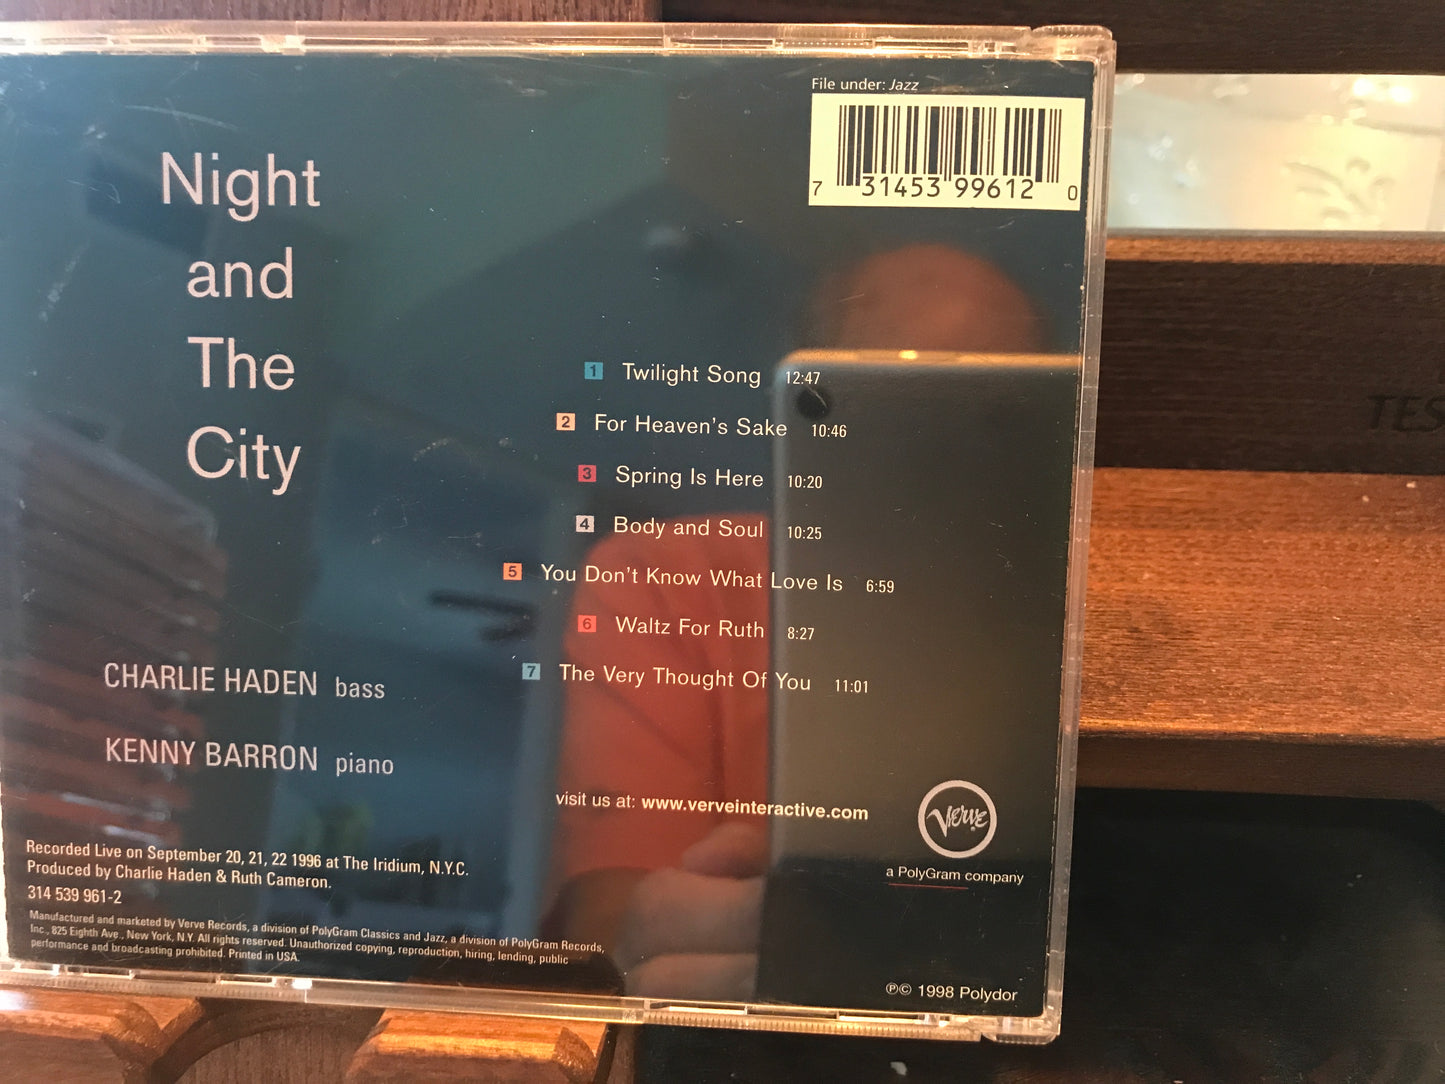 File under: Jazz
7 31453 99612 0
Night
and
The
City
1 Twilight Song 12:47
2 For Heaven's Sake 10:46
3 Spring Is Here 10:20
4 Body and Soul 10:25
5 You Don't Know What Love Is 6:59
6 Waltz For Ruth 8:27
7 The Very Thought Of You 11:01
CHARLIE HADEN bass
KENNY BARRON piano
visit us at: www.verveinteractive.com
Verve
a PolyGram company
Recorded Live on September 20, 21, 22 1996 at The Iridium, N.Y.C.
Produced by Charlie Haden & Ruth Cameron.
314 539 961-2
Manufactured and marketed by Verve Records, a division of PolyGram Classics and Jazz, a division of PolyGram Records,
Inc., 825 Eighth Ave., New York, N.Y. All rights reserved. Unauthorized copying, reproduction, hiring, lending, public
performance and broadcasting prohibited. Printed in USA.
℗© 1998 Polydor